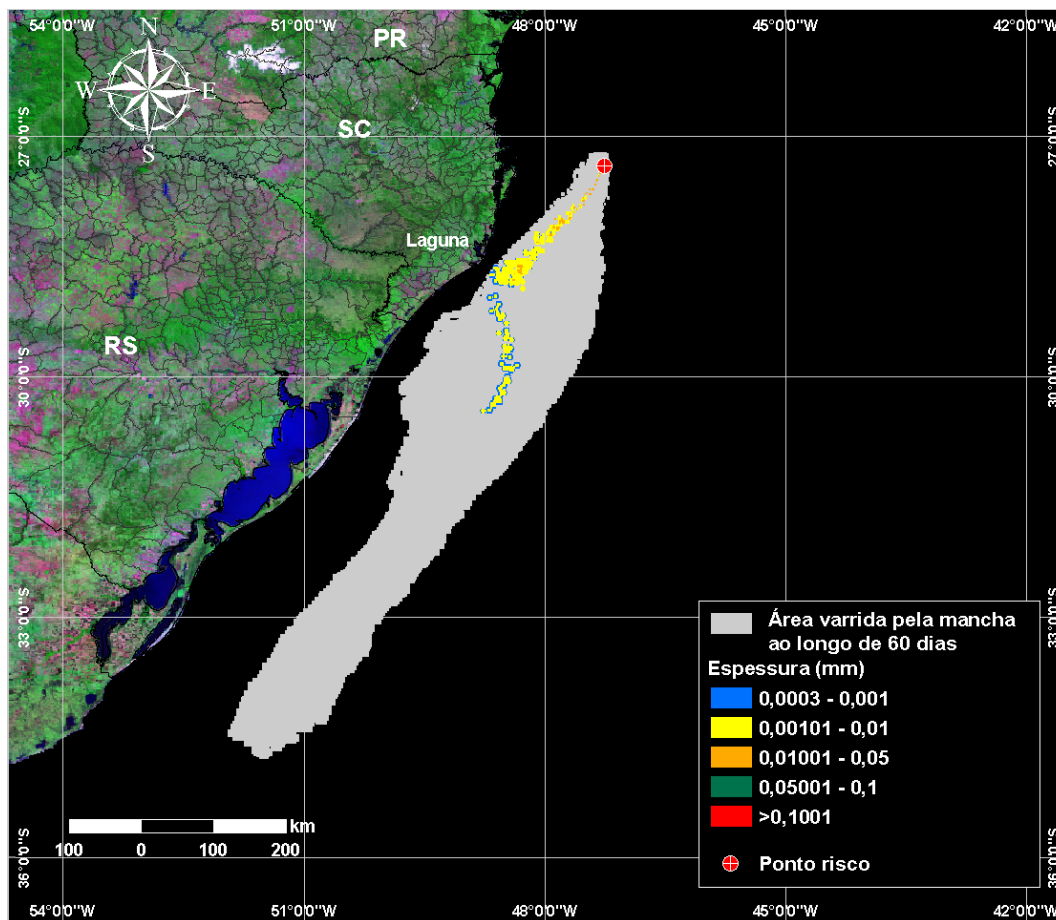 54°0'0"W
51°0'0"W
48°0'0"W
45°0'0"W
42°0'0"W
N
W
E
S
PR
SC
Laguna
RS
27°0'0"S
27°0'0"S
30°0'0"S
30°0'0"S
33°0'0"S
33°0'0"S
36°0'0"S
36°0'0"S
Área varrida pela mancha
ao longo de 60 dias
Espessura (mm)
0,0003 - 0,001
0,00101 - 0,01
0,01001 - 0,05
0,05001 - 0,1
>0,1001
Ponto risco
km
100 0 100 200
54°0'0"W
51°0'0"W
48°0'0"W
45°0'0"W
42°0'0"W